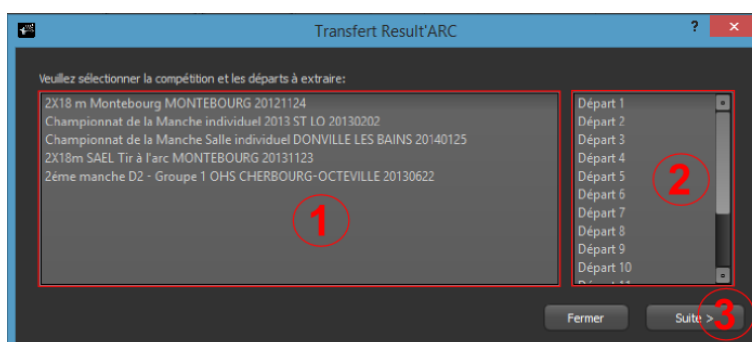 Transfert Result'ARC
Veuillez sélectionner la compétition et les départs à extraire:
2X18 m Montebourg MONTEBOURG 20121124
Championnat de la Manche individuel 2013 ST LO 20130202
Championnat de la Manche Salle individuel DONVILLE LES BAINS 20140125
2X18m SAEL Tir à l'arc MONTEBOURG 20131123
2éme manche D2 - Groupe 1 OHS CHERBOURG-OCTEVILLE 20130622
1
Départ 1
Départ 2
Départ 3
Départ 4
Départ 5
Départ 6
Départ 7
Départ 8
Départ 9
Départ 10
2
Fermer
Suite >
3